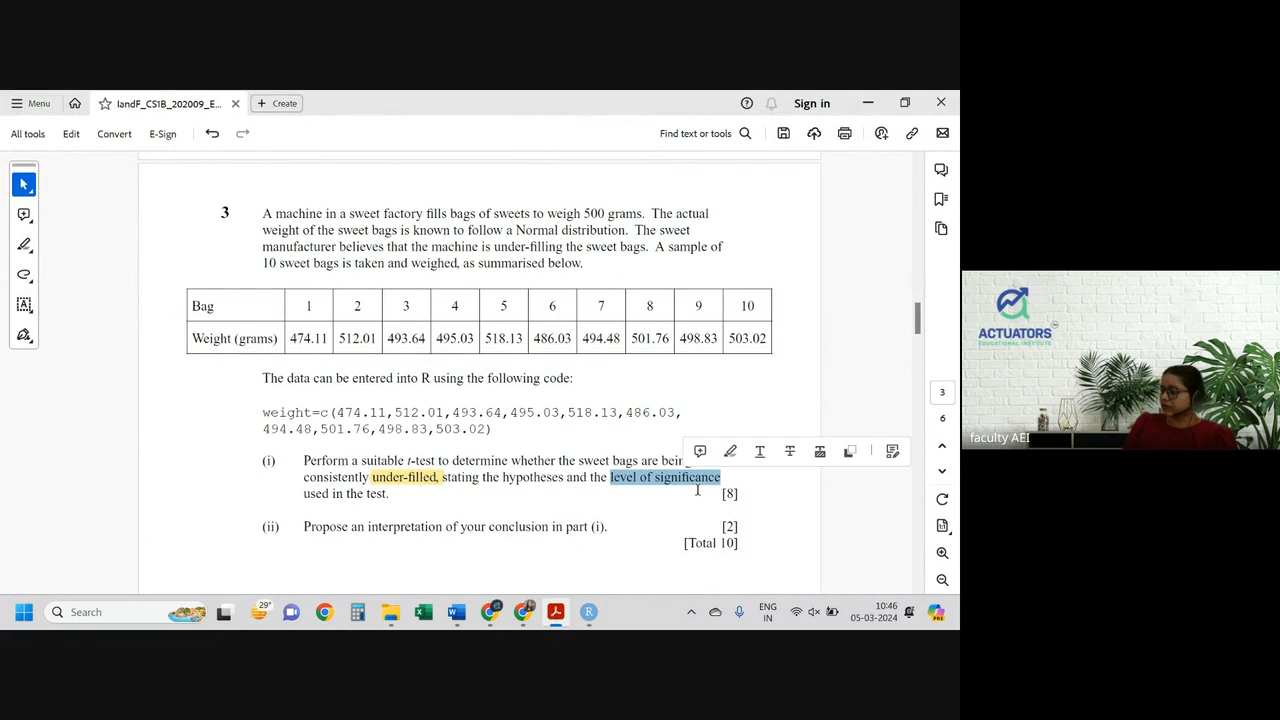 Menu
IandF_CS1B_202009_E...
Create
Sign in
All tools
Edit
Convert
E-Sign
Find text or tools
3
A machine in a sweet factory fills bags of sweets to weigh 500 grams. The actual
weight of the sweet bags is known to follow a Normal distribution. The sweet
manufacturer believes that the machine is under-filling the sweet bags. A sample of
10 sweet bags is taken and weighed, as summarised below.
Bag 1 2 3 4 5 6 7 8 9 10
Weight (grams) 474.11 512.01 493.64 495.03 518.13 486.03 494.48 501.76 498.83 503.02
The data can be entered into R using the following code:
weight=c(474.11,512.01,493.64,495.03,518.13,486.03,
494.48,501.76,498.83,503.02)
(i) Perform a suitable t-test to determine whether the sweet bags are being
consistently under-filled, stating the hypotheses and the level of significance
used in the test. [8]
(ii) Propose an interpretation of your conclusion in part (i). [2]
[Total 10]
3
6
ACTUATORS
EDUCATIONAL INSTITUTE
TM
faculty AEI
Search
29°
ENG
IN
10:46
05-03-2024